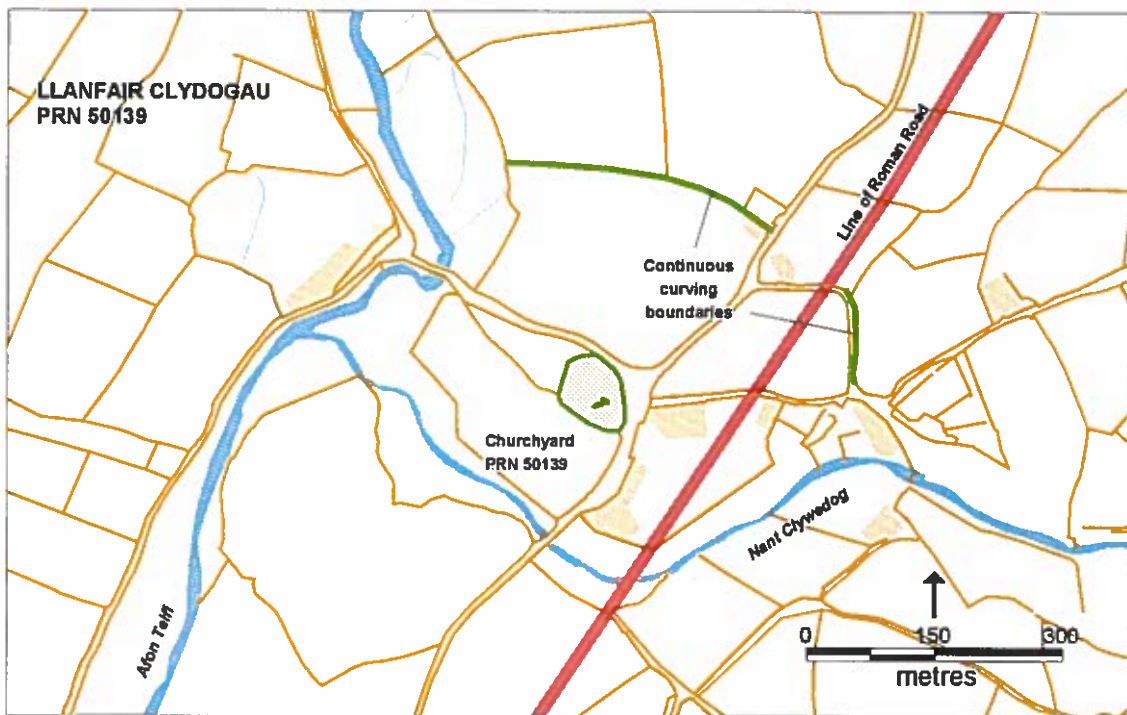 LLANFAIR CLYDOGAU
PRN 50139
Line of Roman Road
Continuous
curving
boundaries
Churchyard
PRN 50139
Nant Clywedog
Afon Teifi
0 150 300
metres